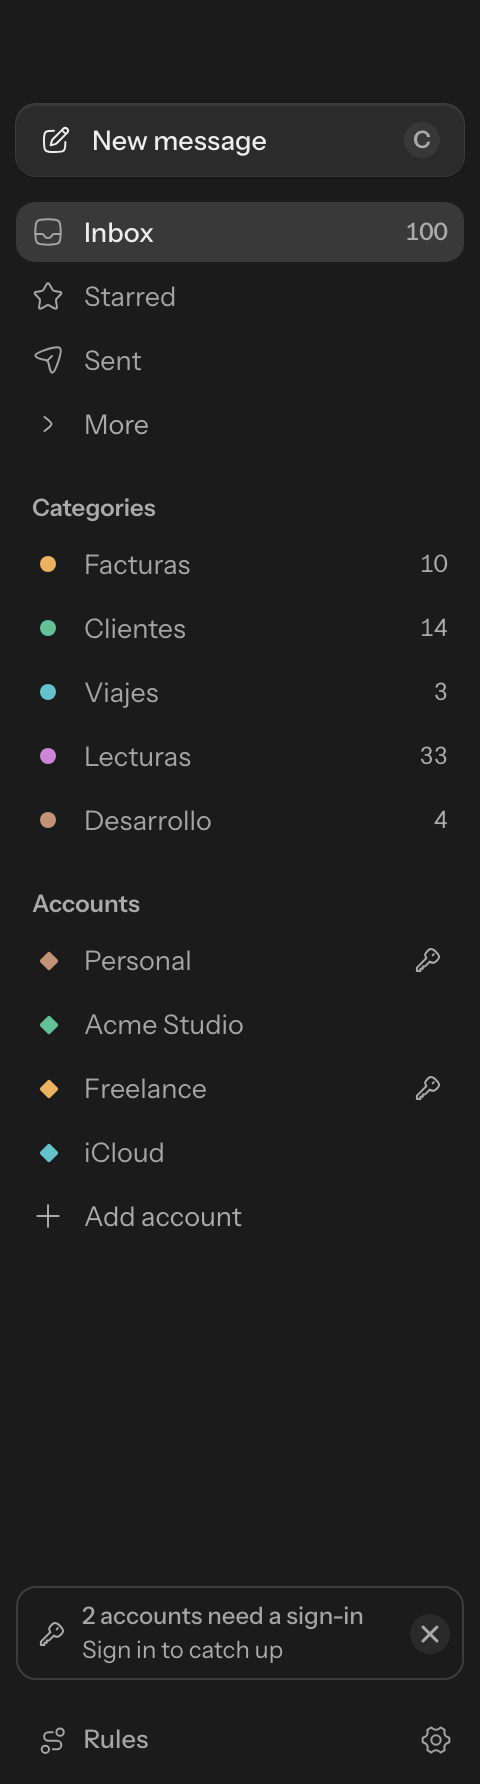 New message C
Inbox 100
Starred
Sent
More
Categories
Facturas 10
Clientes 14
Viajes 3
Lecturas 33
Desarrollo 4
Accounts
Personal
Acme Studio
Freelance
iCloud
Add account
2 accounts need a sign-in
Sign in to catch up
Rules